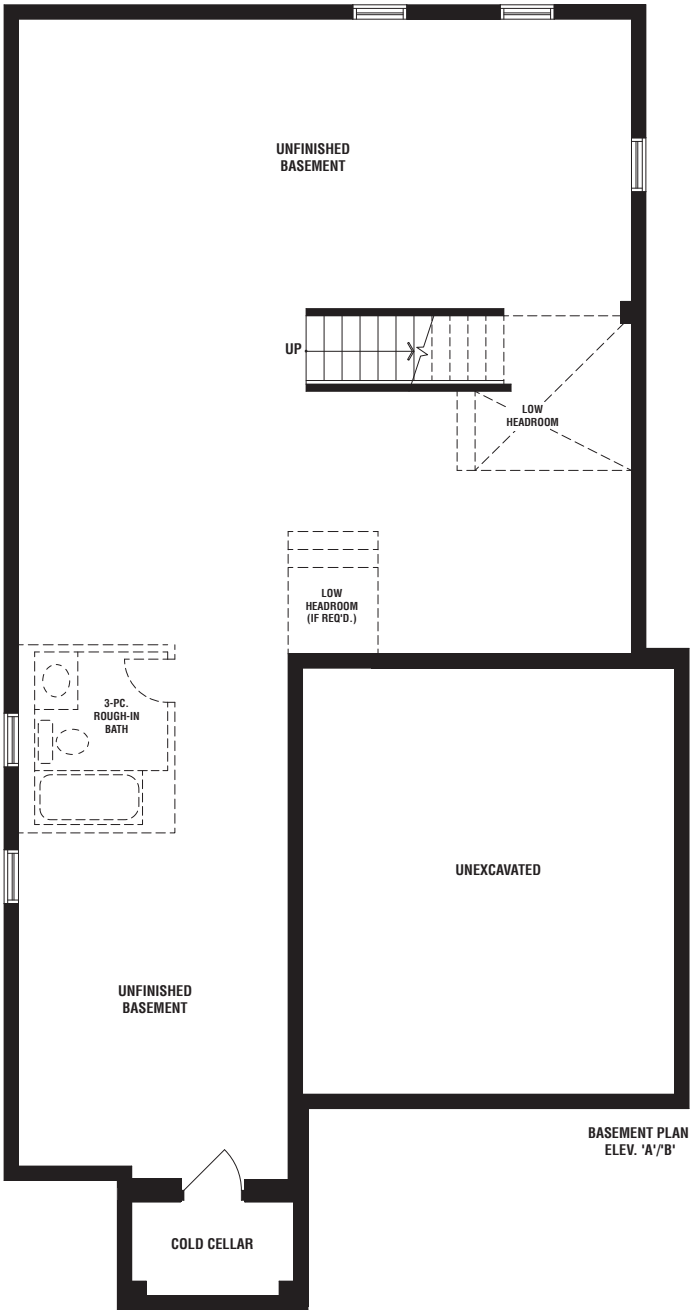 UNFINISHED
BASEMENT
UP
LOW
HEADROOM
LOW
HEADROOM
(IF REQ'D.)
3-PC.
ROUGH-IN
BATH
UNEXCAVATED
UNFINISHED
BASEMENT
BASEMENT PLAN
ELEV. 'A'/'B'
COLD CELLAR